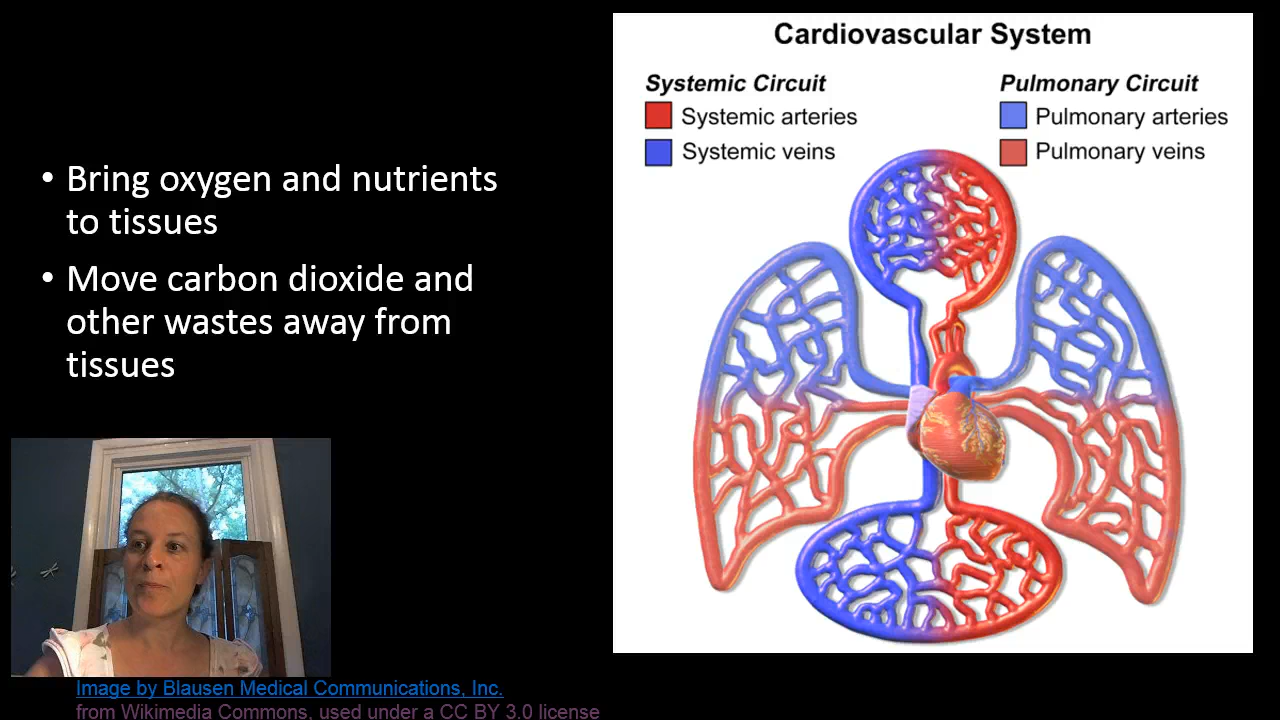 • Bring oxygen and nutrients
to tissues
• Move carbon dioxide and
other wastes away from
tissues
Cardiovascular System
Systemic Circuit
Systemic arteries
Systemic veins
Pulmonary Circuit
Pulmonary arteries
Pulmonary veins
Image by Blausen Medical Communications, Inc.
from Wikimedia Commons, used under a CC BY 3.0 license